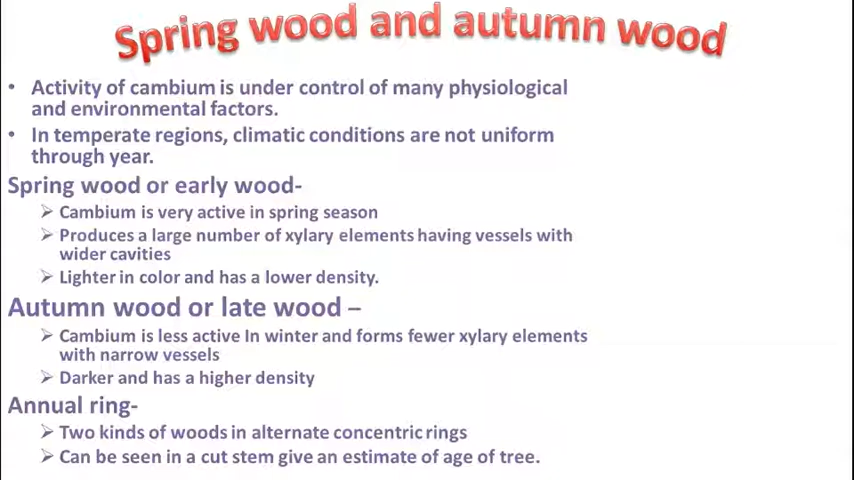 Spring wood and autumn wood
• Activity of cambium is under control of many physiological
and environmental factors.
• In temperate regions, climatic conditions are not uniform
through year.
Spring wood or early wood-
➢ Cambium is very active in spring season
➢ Produces a large number of xylary elements having vessels with
wider cavities
➢ Lighter in color and has a lower density.
Autumn wood or late wood –
➢ Cambium is less active In winter and forms fewer xylary elements
with narrow vessels
➢ Darker and has a higher density
Annual ring-
➢ Two kinds of woods in alternate concentric rings
➢ Can be seen in a cut stem give an estimate of age of tree.